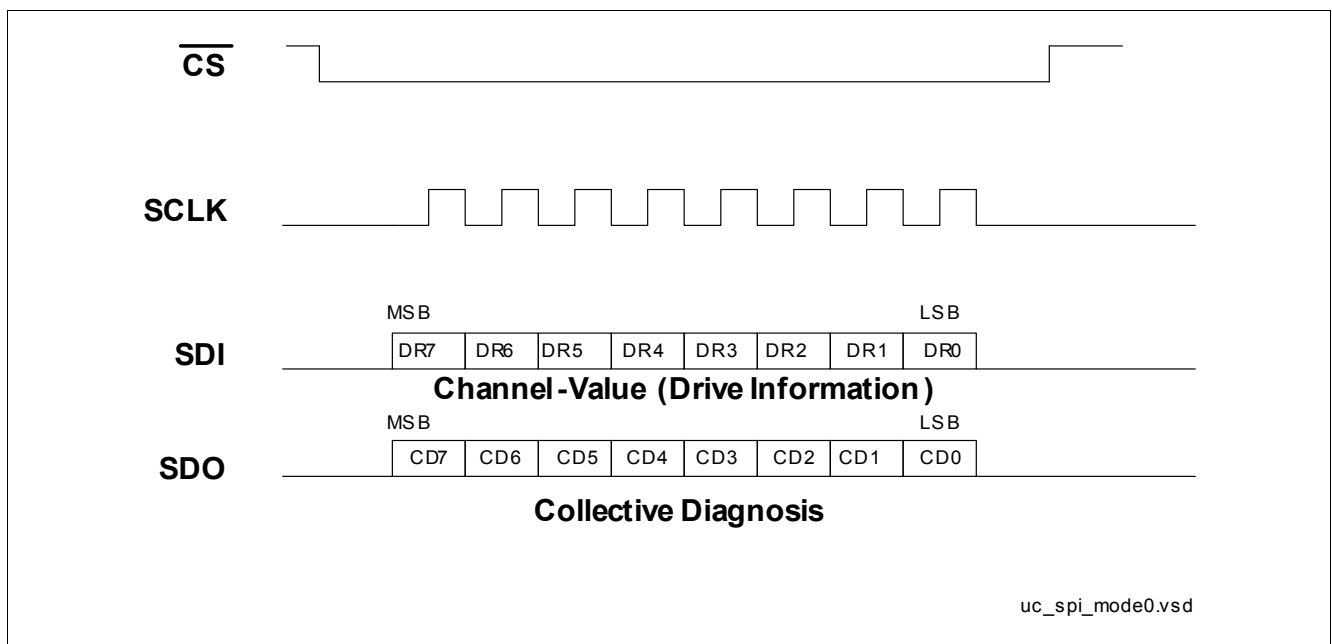 CS
SCLK
MSB LSB
SDI DR7 DR6 DR5 DR4 DR3 DR2 DR1 DR0
Channel-Value (Drive Information)
MSB LSB
SDO CD7 CD6 CD5 CD4 CD3 CD2 CD1 CD0
Collective Diagnosis
uc_spi_mode0.vsd